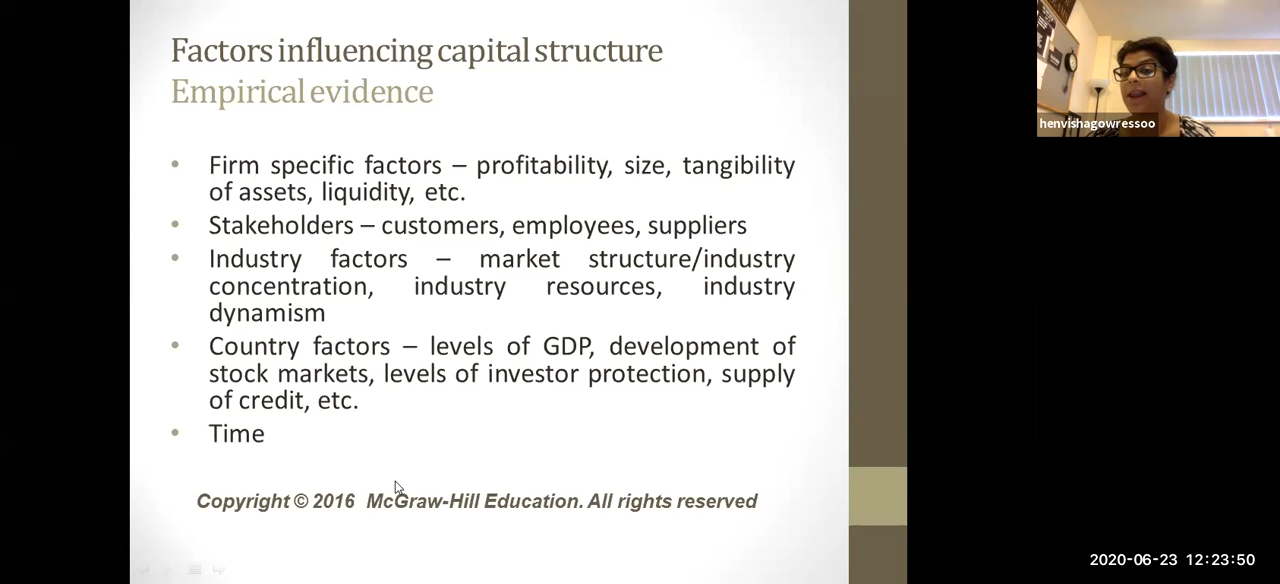 Factors influencing capital structure
Empirical evidence
• Firm specific factors – profitability, size, tangibility
of assets, liquidity, etc.
• Stakeholders – customers, employees, suppliers
• Industry factors – market structure/industry
concentration, industry resources, industry
dynamism
• Country factors – levels of GDP, development of
stock markets, levels of investor protection, supply
of credit, etc.
• Time
Copyright © 2016 McGraw-Hill Education. All rights reserved
henvishagowressoo
2020-06-23 12:23:50